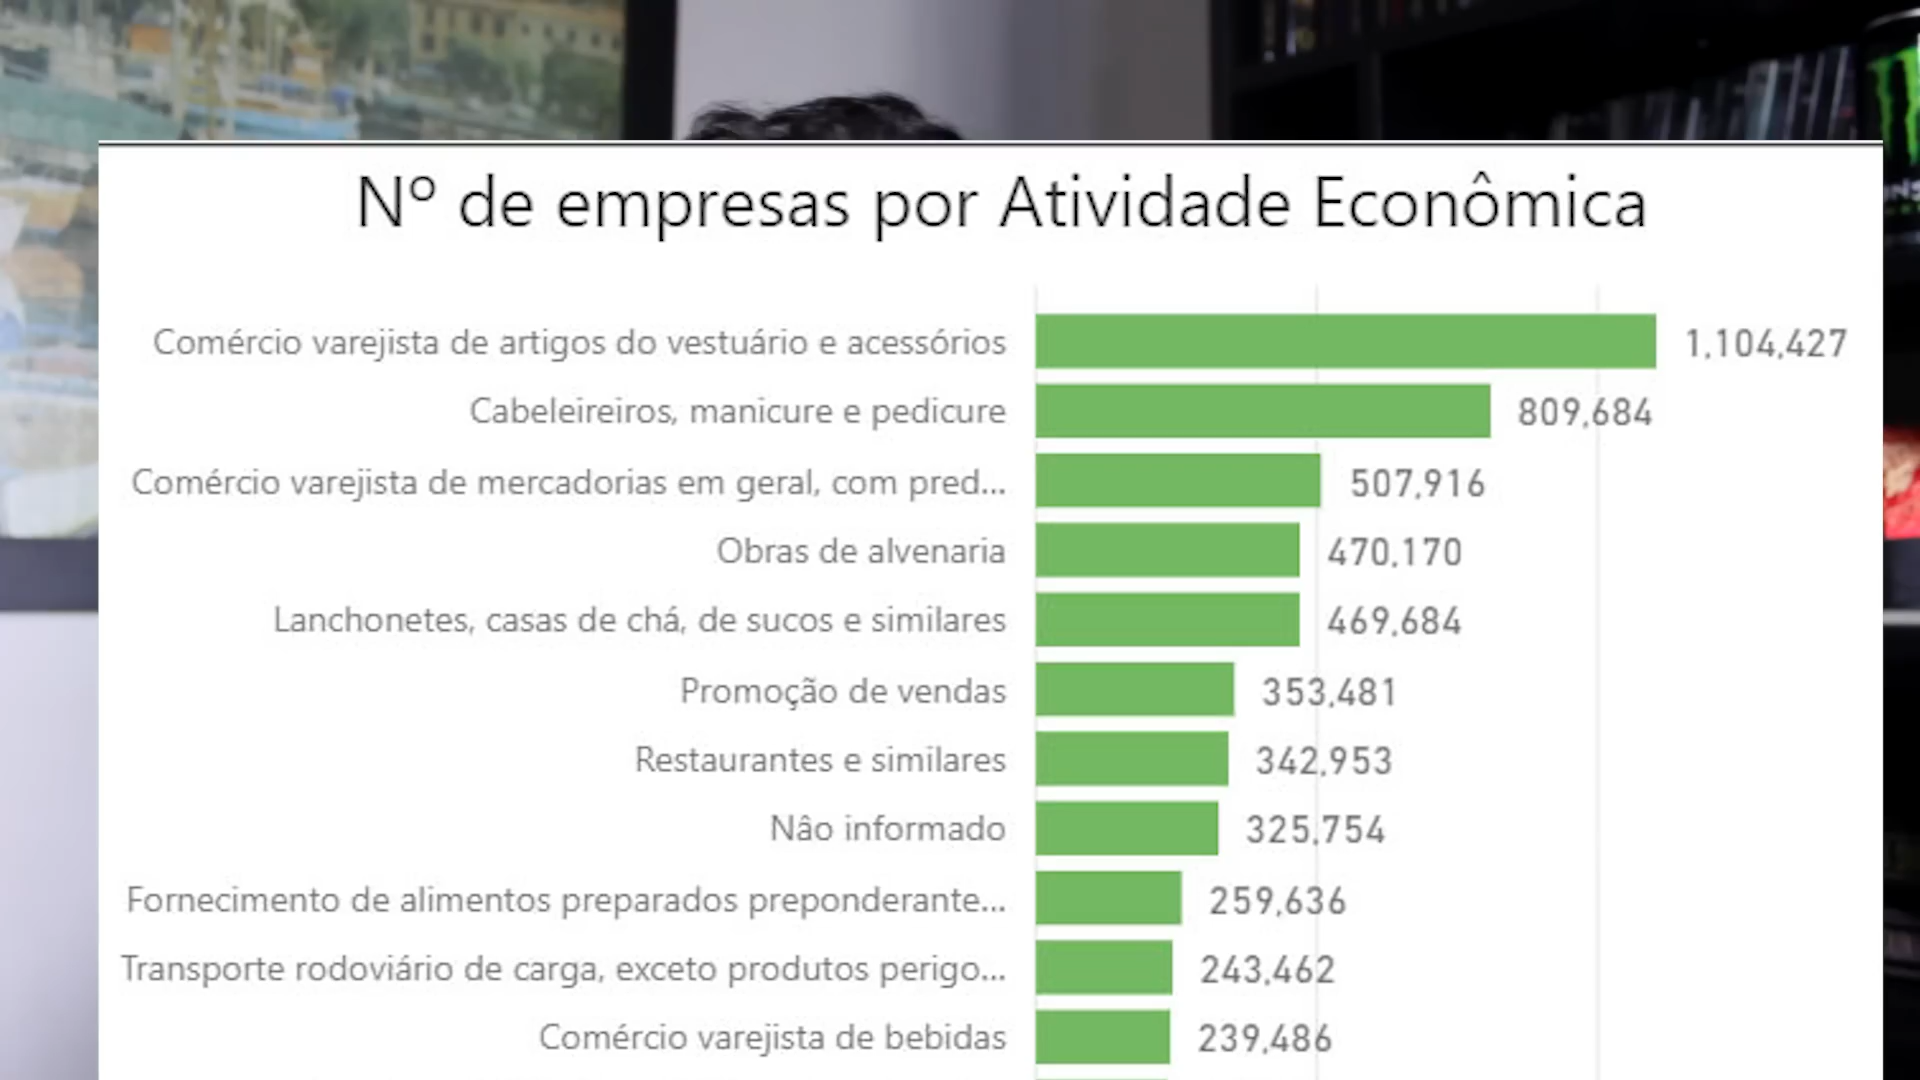 Nº de empresas por Atividade Econômica
Comércio varejista de artigos do vestuário e acessórios 1,104,427
Cabeleireiros, manicure e pedicure 809,684
Comércio varejista de mercadorias em geral, com pred... 507,916
Obras de alvenaria 470,170
Lanchonetes, casas de chá, de sucos e similares 469,684
Promoção de vendas 353,481
Restaurantes e similares 342,953
Nâo informado 325,754
Fornecimento de alimentos preparados preponderante... 259,636
Transporte rodoviário de carga, exceto produtos perigo... 243,462
Comércio varejista de bebidas 239,486